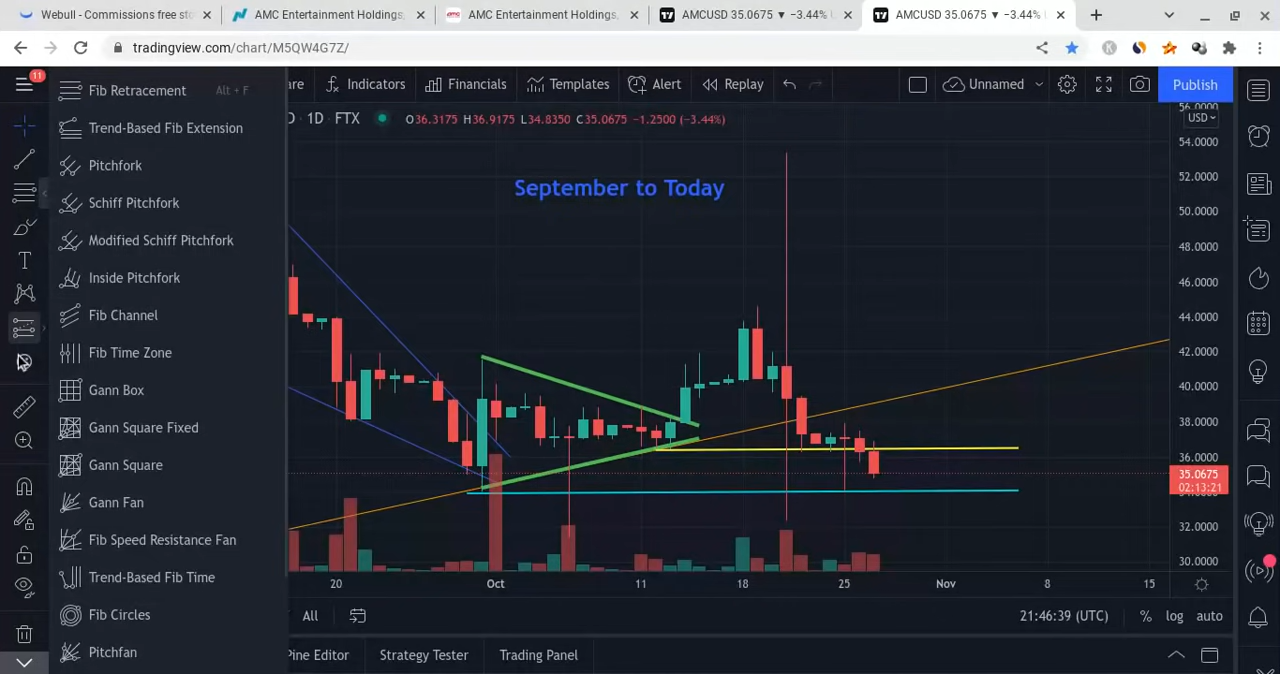 Webull - Commissions free sto
AMC Entertainment Holdings,
AMC Entertainment Holdings,
AMCUSD 35.0675 ▼ −3.44% U
AMCUSD 35.0675 ▼ −3.44% U
tradingview.com/chart/M5QW4G7Z/
11
are
Indicators
Financials
Templates
Alert
Replay
Unnamed
Publish
Fib Retracement Alt + F
Trend-Based Fib Extension
Pitchfork
Schiff Pitchfork
Modified Schiff Pitchfork
Inside Pitchfork
Fib Channel
Fib Time Zone
Gann Box
Gann Square Fixed
Gann Square
Gann Fan
Fib Speed Resistance Fan
Trend-Based Fib Time
Fib Circles
Pitchfan
D · 1D · FTX
O36.3175 H36.9175 L34.8350 C35.0675 −1.2500 (−3.44%)
September to Today
56.0000
USD
54.0000
52.0000
50.0000
48.0000
46.0000
44.0000
42.0000
40.0000
38.0000
36.0000
35.0675
02:13:21
32.0000
30.0000
20 Oct 11 18 25 Nov 8 15
All
21:46:39 (UTC)
%
log
auto
Pine Editor
Strategy Tester
Trading Panel